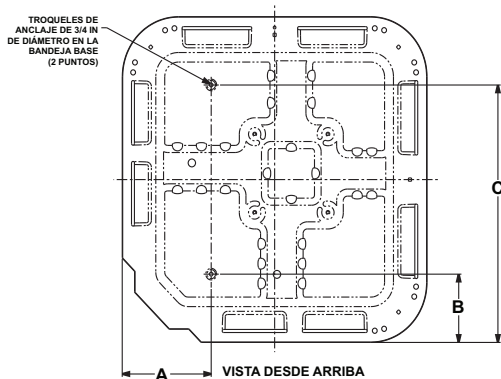 TROQUELES DE
ANCLAJE DE 3/4 IN
DE DIÁMETRO EN LA
BANDEJA BASE
(2 PUNTOS)
C
B
A
VISTA DESDE ARRIBA